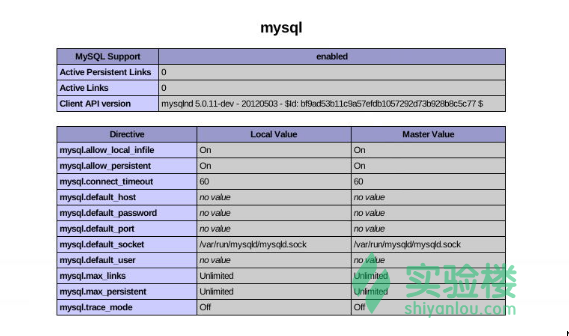 mysql
MySQL Support enabled
Active Persistent Links 0
Active Links 0
Client API version mysqlnd 5.0.11-dev - 20120503 - $Id: bf9ad53b11c9a57efdb1057292d73b928b8c5c77 $
Directive Local Value Master Value
mysql.allow_local_infile On On
mysql.allow_persistent On On
mysql.connect_timeout 60 60
mysql.default_host no value no value
mysql.default_password no value no value
mysql.default_port no value no value
mysql.default_socket /var/run/mysqld/mysqld.sock /var/run/mysqld/mysqld.sock
mysql.default_user no value no value
mysql.max_links Unlimited Unlimited
mysql.max_persistent Unlimited Unlimited
mysql.trace_mode Off Off
实验楼
shiyanlou.com